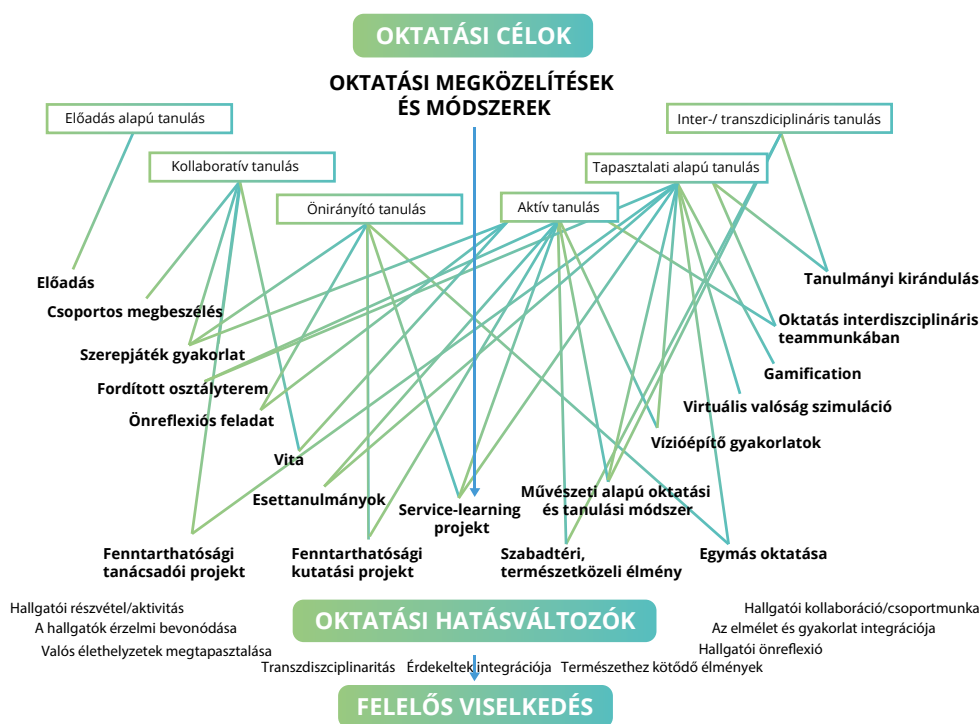 OKTATÁSI CÉLOK
OKTATÁSI MEGKÖZELÍTÉSEK
ÉS MÓDSZEREK
Előadás alapú tanulás
Inter-/ transzdiciplináris tanulás
Kollaboratív tanulás
Tapasztalati alapú tanulás
Önirányító tanulás
Aktív tanulás
Előadás
Tanulmányi kirándulás
Csoportos megbeszélés
Oktatás interdiszciplináris
teammunkában
Szerepjáték gyakorlat
Gamification
Fordított osztályterem
Virtuális valóság szimuláció
Önreflexiós feladat
Vízióépítő gyakorlatok
Vita
Esettanulmányok
Service-learning
projekt
Művészeti alapú oktatási
és tanulási módszer
Fenntarthatósági
tanácsadói projekt
Fenntarthatósági
kutatási projekt
Szabadtéri,
természetközeli élmény
Egymás oktatása
OKTATÁSI HATÁSVÁLTOZÓK
Hallgatói részvétel/aktivitás
A hallgatók érzelmi bevonódása
Valós élethelyzetek megtapasztalása
Hallgatói kollaboráció/csoportmunka
Az elmélet és gyakorlat integrációja
Hallgatói önreflexió
Transzdiszciplinaritás
Érdekeltek integrációja
Természethez kötődő élmények
FELELŐS VISELKEDÉS